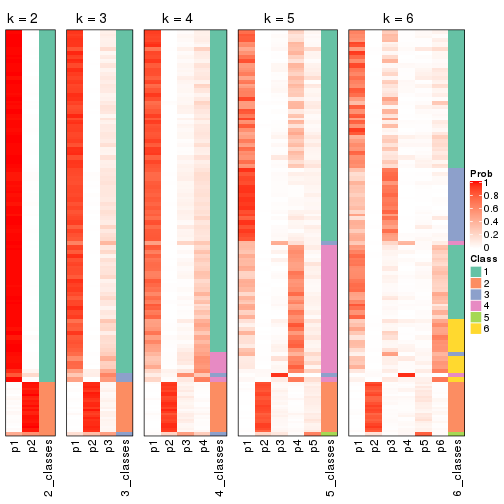 k = 2
k = 3
k = 4
k = 5
k = 6
p1
p2
2_classes
p1
p2
p3
3_classes
p1
p2
p3
p4
4_classes
p1
p2
p3
p4
p5
5_classes
p1
p2
p3
p4
p5
p6
6_classes
Prob
1
0.8
0.6
0.4
0.2
0
Class
1
2
3
4
5
6